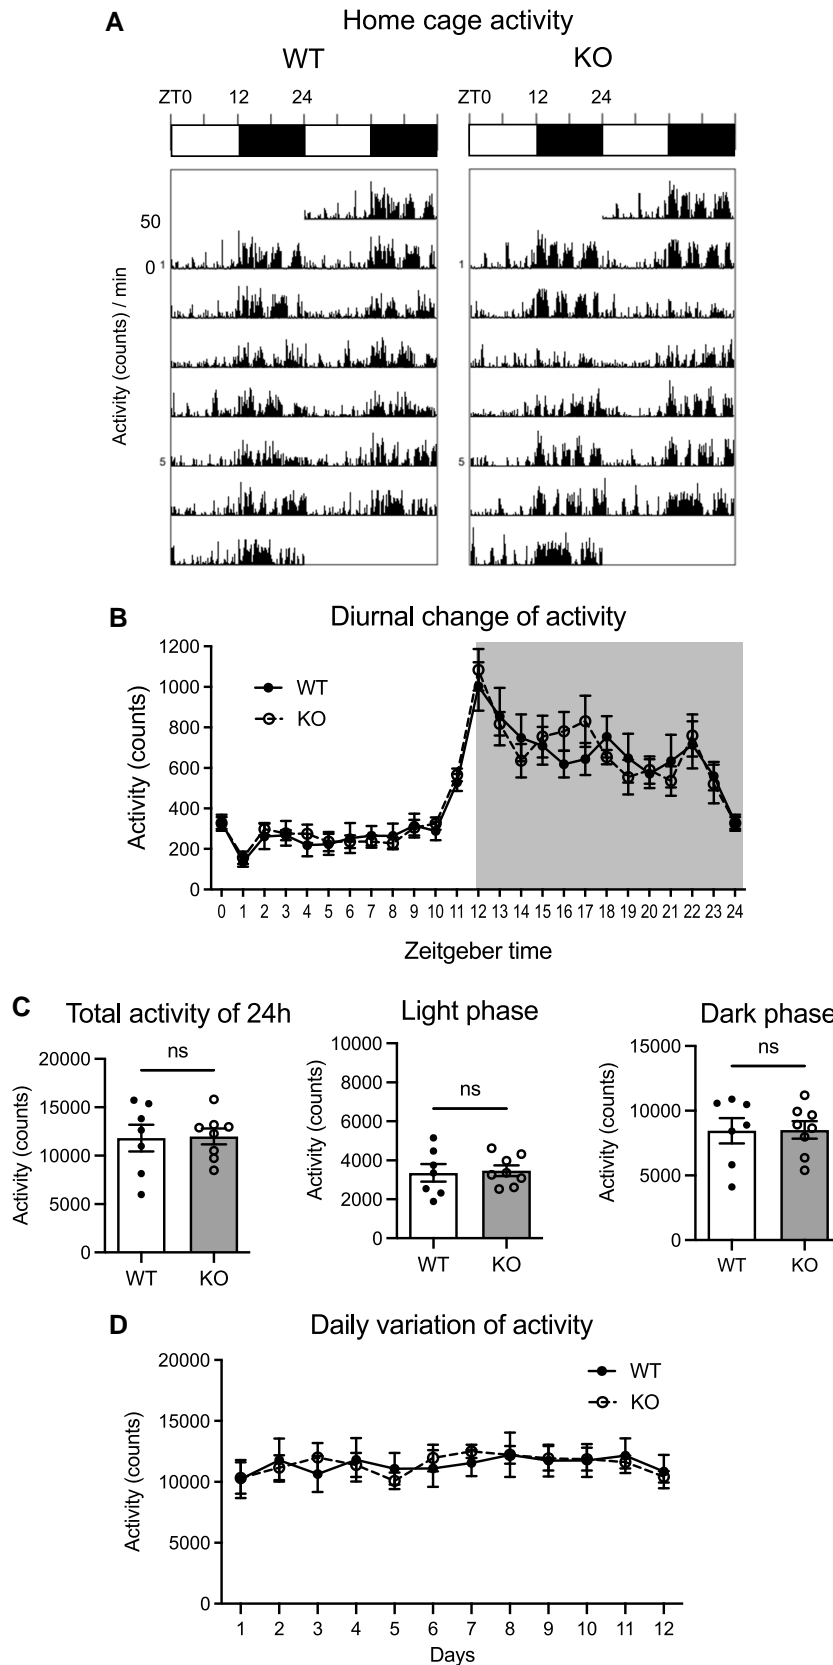 A Home cage activity
WT KO
ZT0 12 24 ZT0 12 24
50
0 1 1
5 5
Activity (counts) / min
B Diurnal change of activity
1200
1000
800
600
400
200
0
Activity (counts)
WT
KO
0 1 2 3 4 5 6 7 8 9 10 11 12 13 14 15 16 17 18 19 20 21 22 23 24
Zeitgeber time
C
Total activity of 24h
20000
15000
10000
5000
0
Activity (counts)
ns
WT KO
Light phase
10000
8000
6000
4000
2000
0
Activity (counts)
ns
WT KO
Dark phase
15000
10000
5000
0
Activity (counts)
ns
WT KO
D Daily variation of activity
20000
15000
10000
5000
0
Activity (counts)
WT
KO
1 2 3 4 5 6 7 8 9 10 11 12
Days